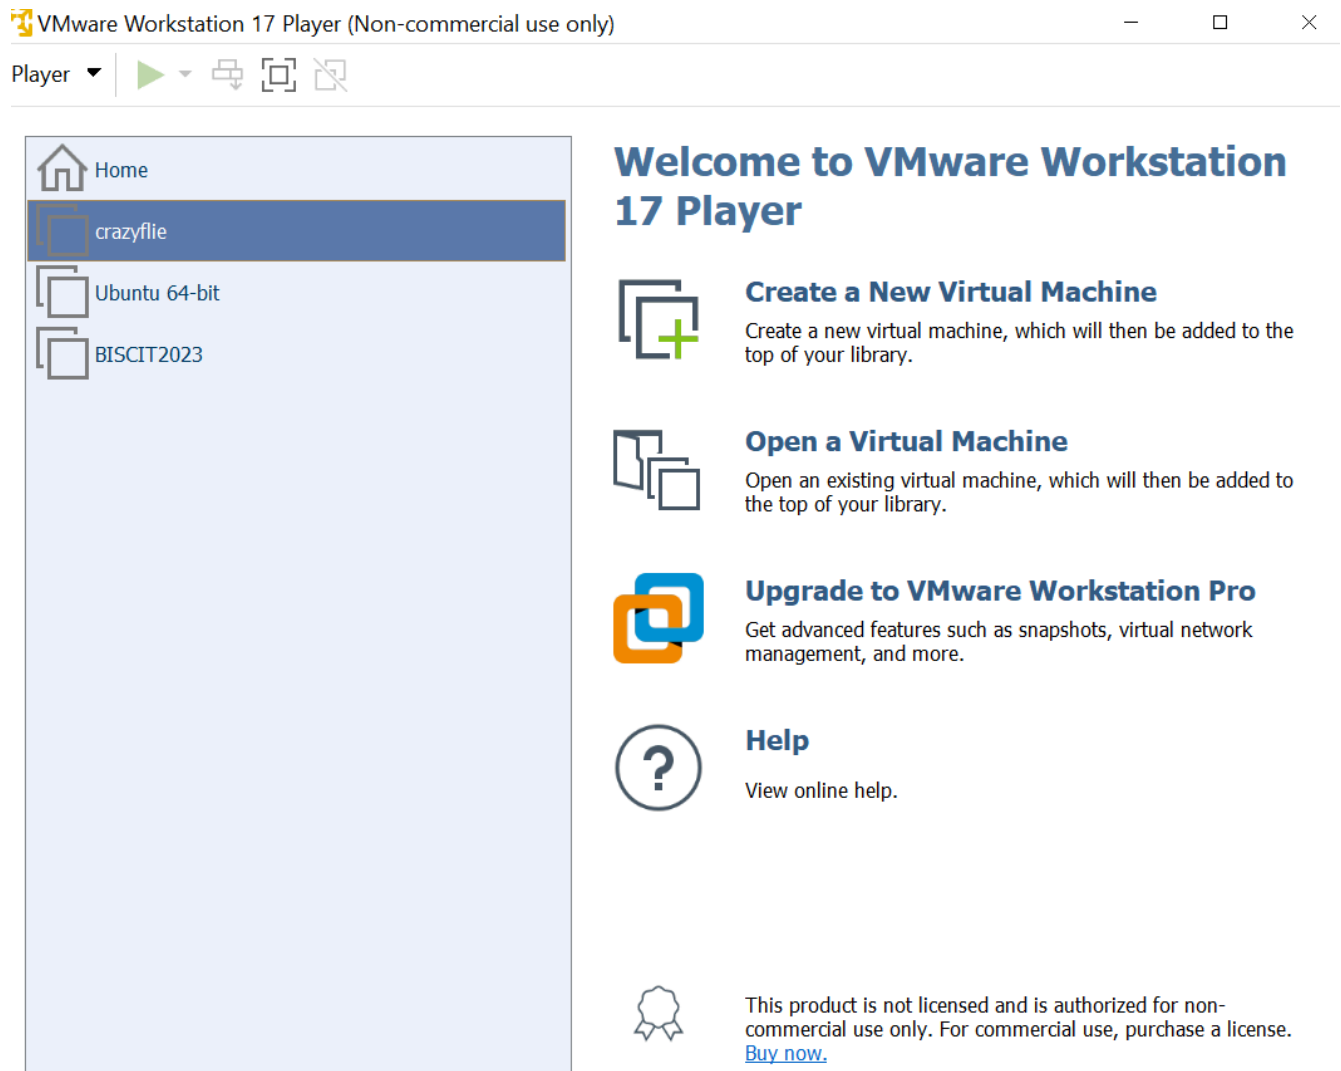 VMware Workstation 17 Player (Non-commercial use only)
Player
Home
crazyflie
Ubuntu 64-bit
BISCIT2023
Welcome to VMware Workstation
17 Player
Create a New Virtual Machine
Create a new virtual machine, which will then be added to the
top of your library.
Open a Virtual Machine
Open an existing virtual machine, which will then be added to
the top of your library.
Upgrade to VMware Workstation Pro
Get advanced features such as snapshots, virtual network
management, and more.
Help
View online help.
This product is not licensed and is authorized for non-
commercial use only. For commercial use, purchase a license.
Buy now.